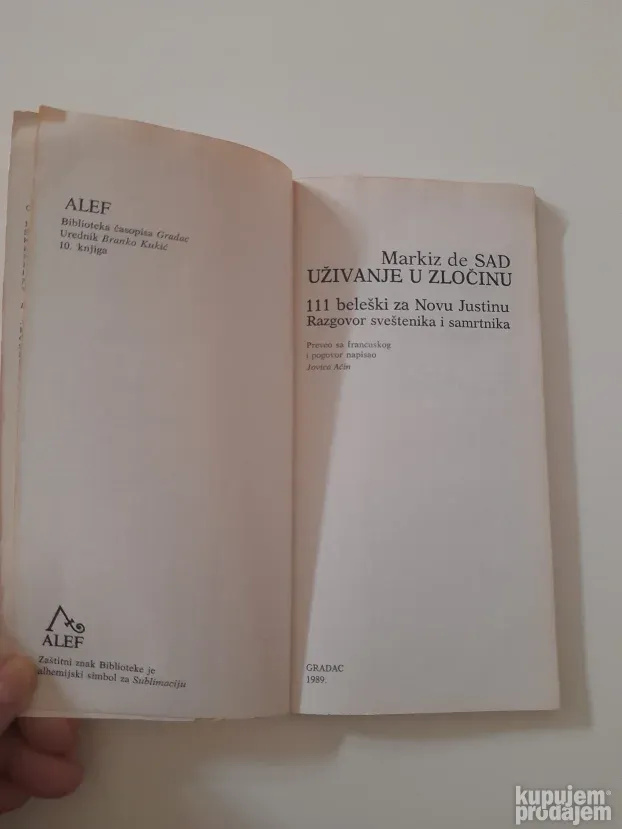 ALEF
Biblioteka časopisa Gradac
Urednik Branko Kukić
10. knjiga
ALEF
Zaštitni znak Biblioteke je
alhemijski simbol za Sublimaciju
Markiz de SAD
UŽIVANJE U ZLOČINU
111 beleški za Novu Justinu
Razgovor sveštenika i samrtnika
Preveo sa francuskog
i pogovor napisao
Jovica Aćin
GRADAC
1989.
kupujem
prodajem